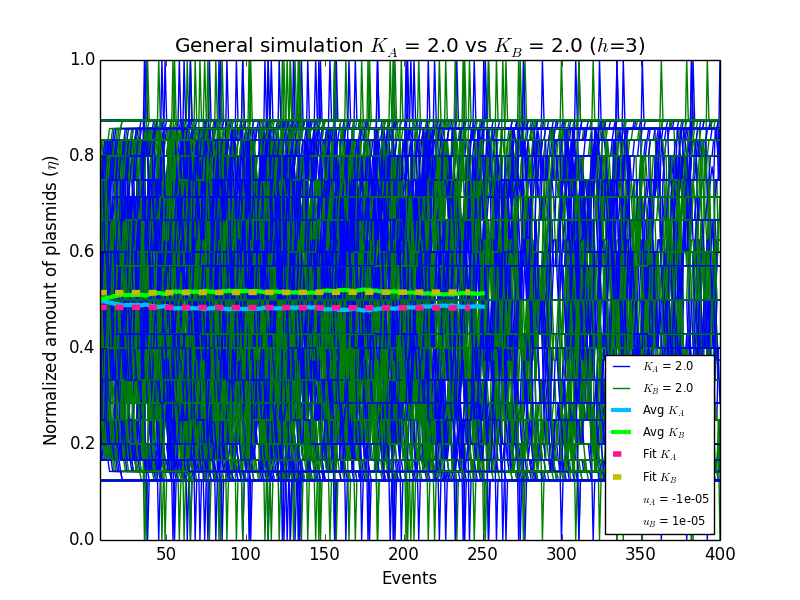 General simulation K_A = 2.0 vs K_B = 2.0 (h=3)
Normalized amount of plasmids (η)
1.0
0.8
0.6
0.4
0.2
0.0
50 100 150 200 250 300 350 400
Events
K_A = 2.0
K_B = 2.0
Avg K_A
Avg K_B
Fit K_A
Fit K_B
u_A = -1e-05
u_B = 1e-05